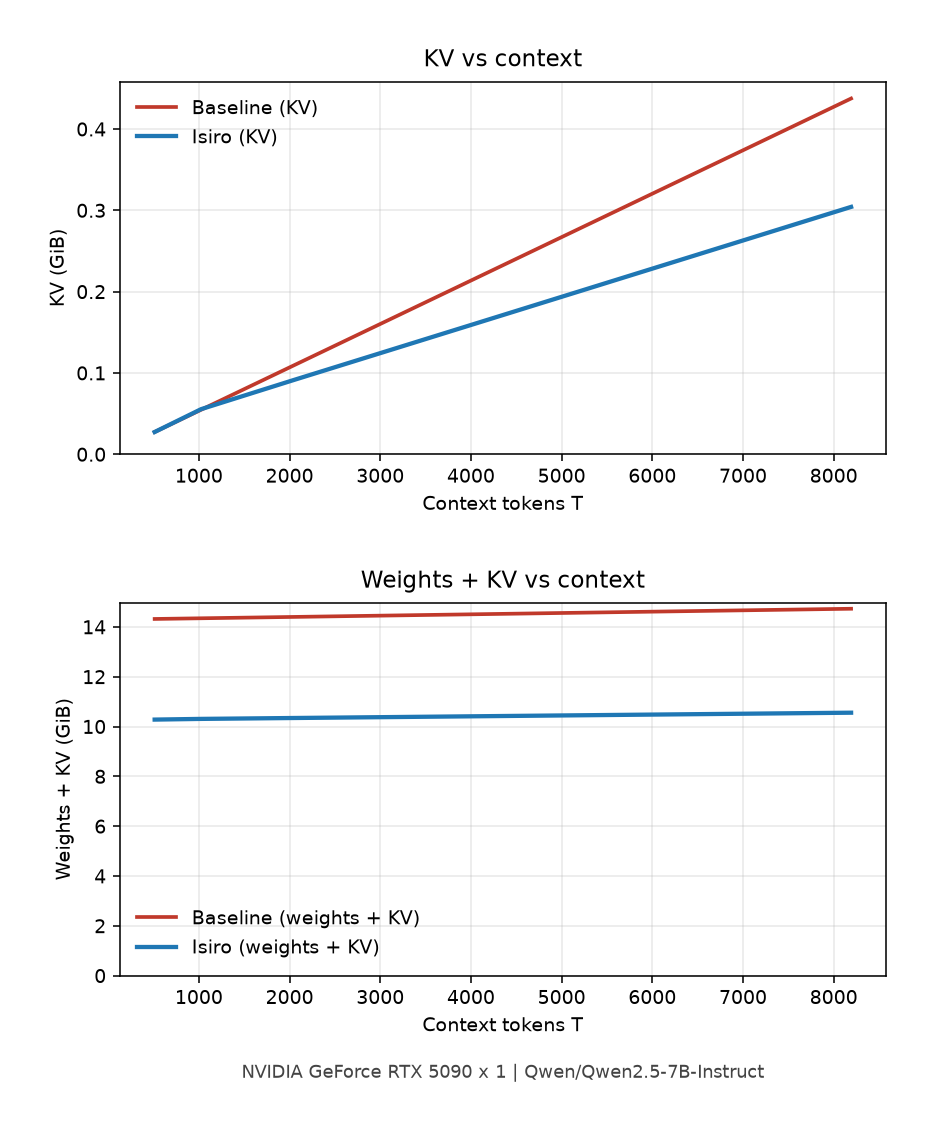 KV vs context
Baseline (KV)
Isiro (KV)
KV (GiB)
0.4
0.3
0.2
0.1
0.0
1000 2000 3000 4000 5000 6000 7000 8000
Context tokens T
Weights + KV vs context
Weights + KV (GiB)
14
12
10
8
6
4
2
0
Baseline (weights + KV)
Isiro (weights + KV)
1000 2000 3000 4000 5000 6000 7000 8000
Context tokens T
NVIDIA GeForce RTX 5090 x 1 | Qwen/Qwen2.5-7B-Instruct